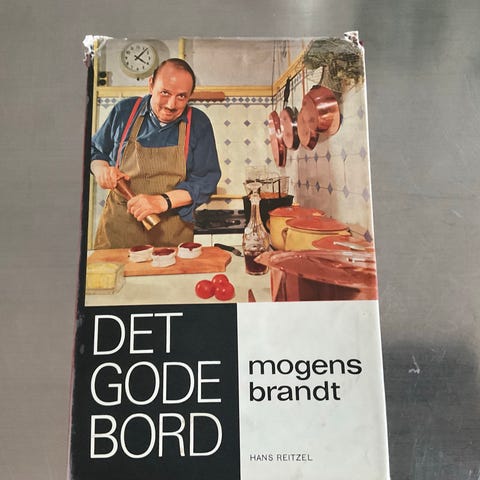 DET
GODE
BORD
mogens
brandt
HANS REITZEL